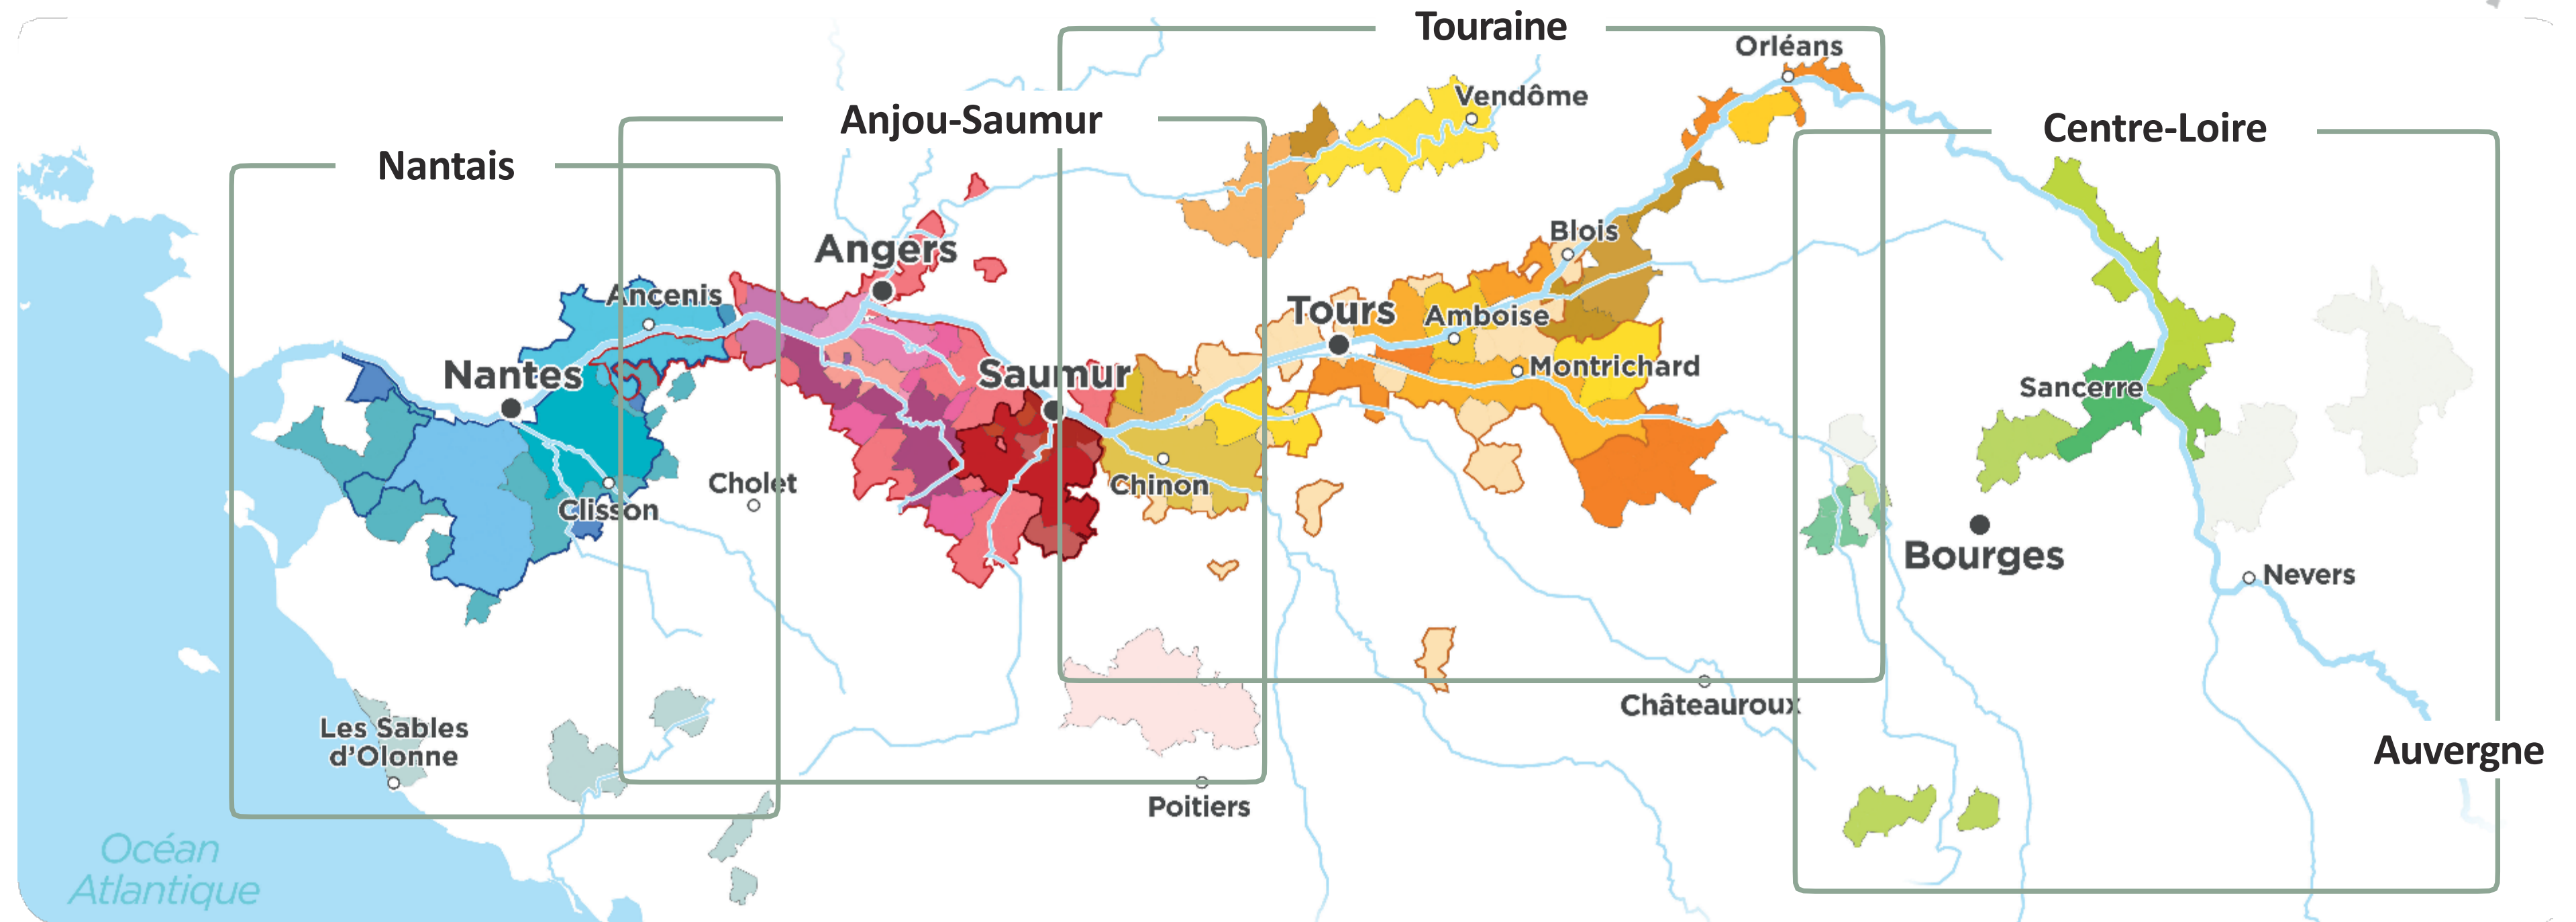 Touraine
Orléans
Vendôme
Anjou-Saumur
Centre-Loire
Nantais
Blois
Angers
Ancenis
Tours
Amboise
Montrichard
Nantes
Saumur
Sancerre
Cholet
Chinon
Clisson
Bourges
Nevers
Châteauroux
Les Sables
d'Olonne
Auvergne
Poitiers
Océan
Atlantique